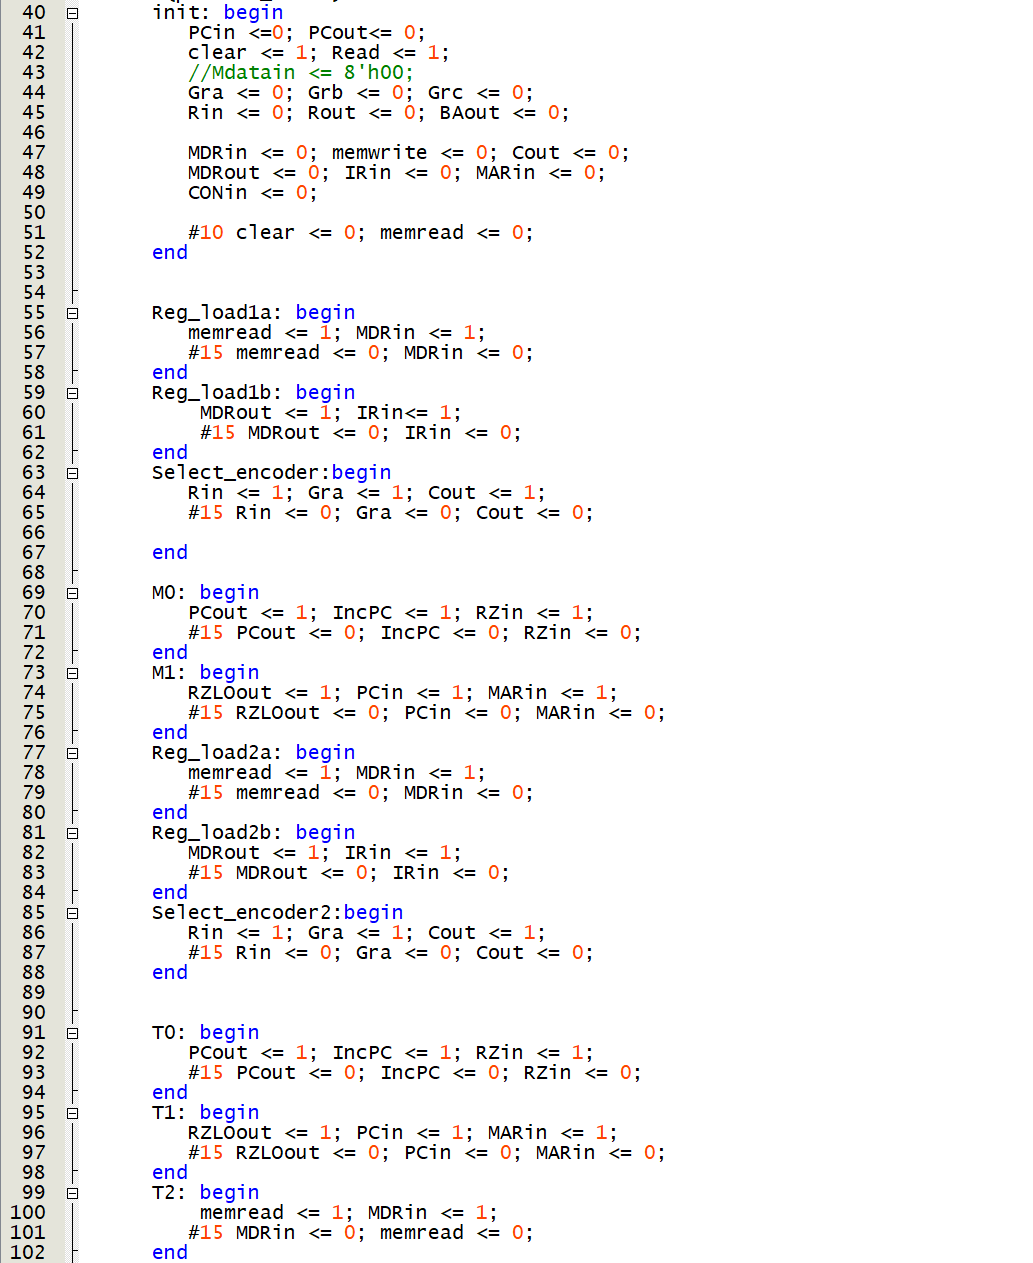 40 init: begin
41 PCin <=0; PCout<= 0;
42 clear <= 1; Read <= 1;
43 //Mdatain <= 8'h00;
44 Gra <= 0; Grb <= 0; Grc <= 0;
45 Rin <= 0; Rout <= 0; BAout <= 0;
46
47 MDRin <= 0; memwrite <= 0; Cout <= 0;
48 MDRout <= 0; IRin <= 0; MARin <= 0;
49 CONin <= 0;
50
51 #10 clear <= 0; memread <= 0;
52 end
53
54
55 Reg_load1a: begin
56 memread <= 1; MDRin <= 1;
57 #15 memread <= 0; MDRin <= 0;
58 end
59 Reg_load1b: begin
60 MDRout <= 1; IRin<= 1;
61 #15 MDRout <= 0; IRin <= 0;
62 end
63 Select_encoder:begin
64 Rin <= 1; Gra <= 1; Cout <= 1;
65 #15 Rin <= 0; Gra <= 0; Cout <= 0;
66
67 end
68
69 M0: begin
70 PCout <= 1; IncPC <= 1; RZin <= 1;
71 #15 PCout <= 0; IncPC <= 0; RZin <= 0;
72 end
73 M1: begin
74 RZLOout <= 1; PCin <= 1; MARin <= 1;
75 #15 RZLOout <= 0; PCin <= 0; MARin <= 0;
76 end
77 Reg_load2a: begin
78 memread <= 1; MDRin <= 1;
79 #15 memread <= 0; MDRin <= 0;
80 end
81 Reg_load2b: begin
82 MDRout <= 1; IRin <= 1;
83 #15 MDRout <= 0; IRin <= 0;
84 end
85 Select_encoder2:begin
86 Rin <= 1; Gra <= 1; Cout <= 1;
87 #15 Rin <= 0; Gra <= 0; Cout <= 0;
88 end
89
90
91 T0: begin
92 PCout <= 1; IncPC <= 1; RZin <= 1;
93 #15 PCout <= 0; IncPC <= 0; RZin <= 0;
94 end
95 T1: begin
96 RZLOout <= 1; PCin <= 1; MARin <= 1;
97 #15 RZLOout <= 0; PCin <= 0; MARin <= 0;
98 end
99 T2: begin
100 memread <= 1; MDRin <= 1;
101 #15 MDRin <= 0; memread <= 0;
102 end